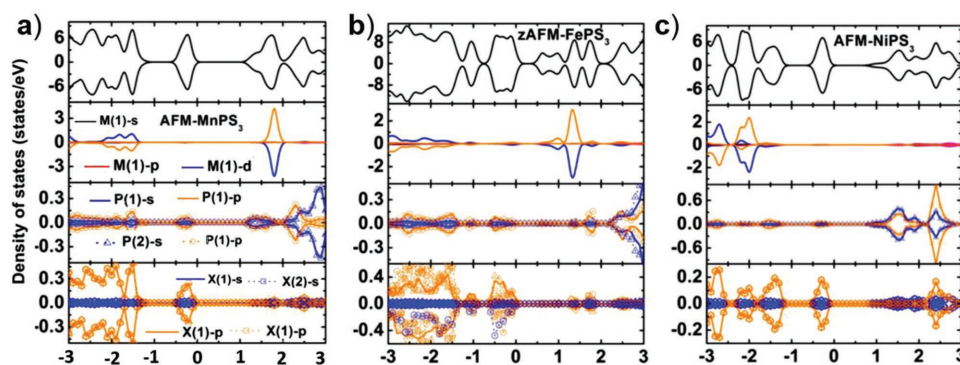 a)
b)
c)
Density of states (states/eV)
6
0
-6
AFM-MnPS3
3
0
-3
M(1)-s
M(1)-p
M(1)-d
0.3
0.0
-0.3
P(1)-s
P(1)-p
P(2)-s
P(1)-p
0.3
0.0
-0.3
X(1)-s
X(2)-s
X(1)-p
X(1)-p
-3 -2 -1 0 1 2 3
zAFM-FePS3
8
0
-8
2
0
-2
0.3
0.0
-0.3
0.4
0.0
-0.4
-3 -2 -1 0 1 2 3
AFM-NiPS3
6
0
-6
2
0
-2
0.6
0.0
-0.6
0.2
0.0
-0.2
-3 -2 -1 0 1 2 3